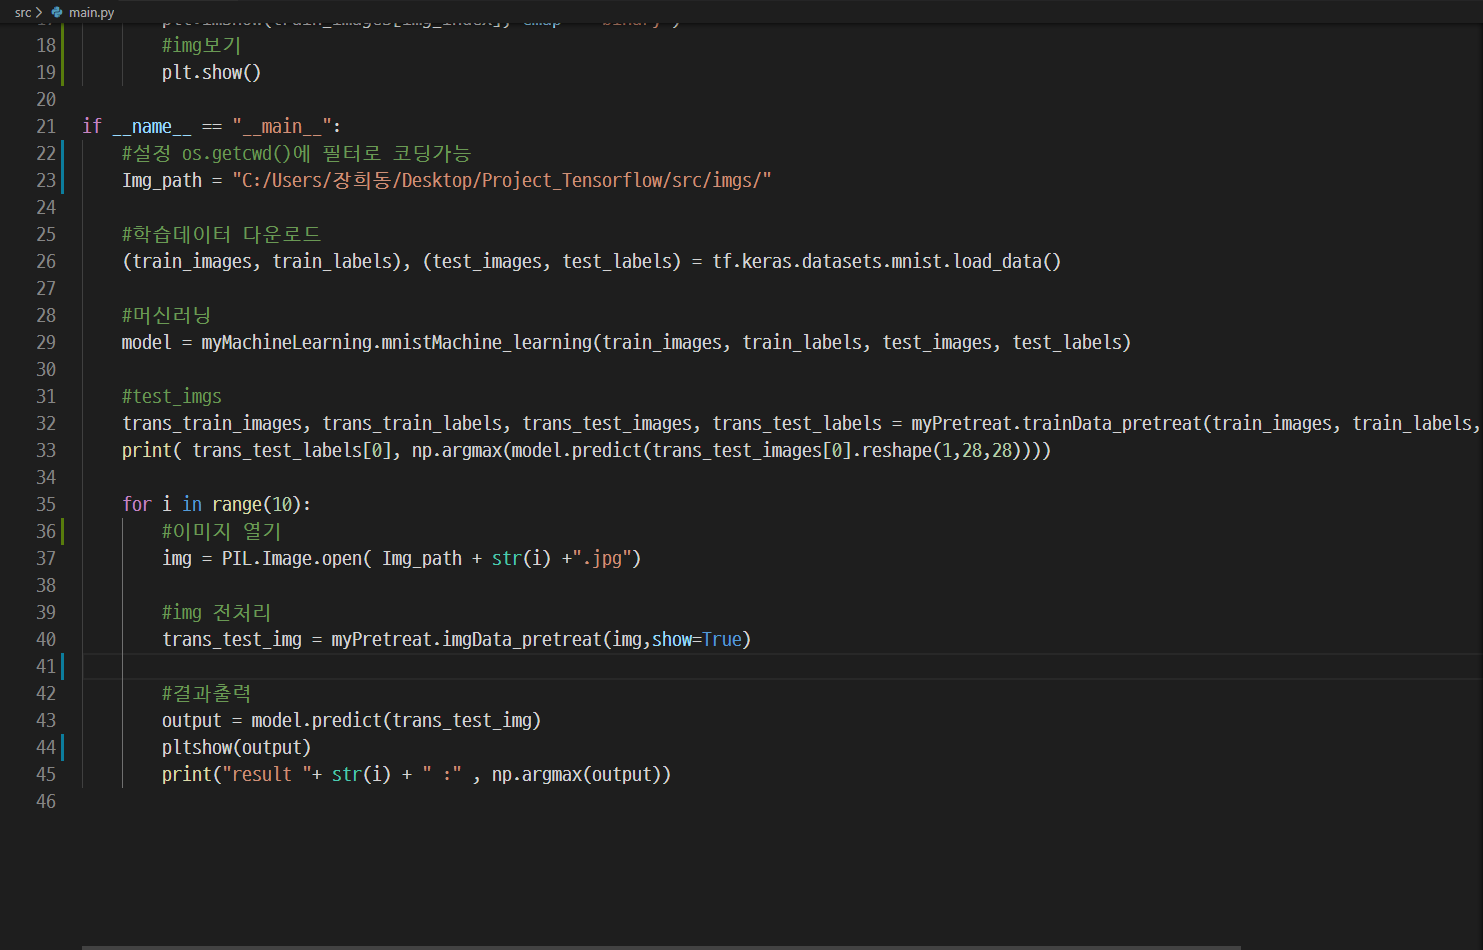 src > main.py
18 #img보기
19 plt.show()
20
21 if __name__ == "__main__":
22 #설정 os.getcwd()에 필터로 코딩가능
23 Img_path = "C:/Users/장희동/Desktop/Project_Tensorflow/src/imgs/"
24
25 #학습데이터 다운로드
26 (train_images, train_labels), (test_images, test_labels) = tf.keras.datasets.mnist.load_data()
27
28 #머신러닝
29 model = myMachineLearning.mnistMachine_learning(train_images, train_labels, test_images, test_labels)
30
31 #test_imgs
32 trans_train_images, trans_train_labels, trans_test_images, trans_test_labels = myPretreat.trainData_pretreat(train_images, train_labels,
33 print( trans_test_labels[0], np.argmax(model.predict(trans_test_images[0].reshape(1,28,28))))
34
35 for i in range(10):
36 #이미지 열기
37 img = PIL.Image.open( Img_path + str(i) +".jpg")
38
39 #img 전처리
40 trans_test_img = myPretreat.imgData_pretreat(img,show=True)
41
42 #결과출력
43 output = model.predict(trans_test_img)
44 pltshow(output)
45 print("result "+ str(i) + " :" , np.argmax(output))
46